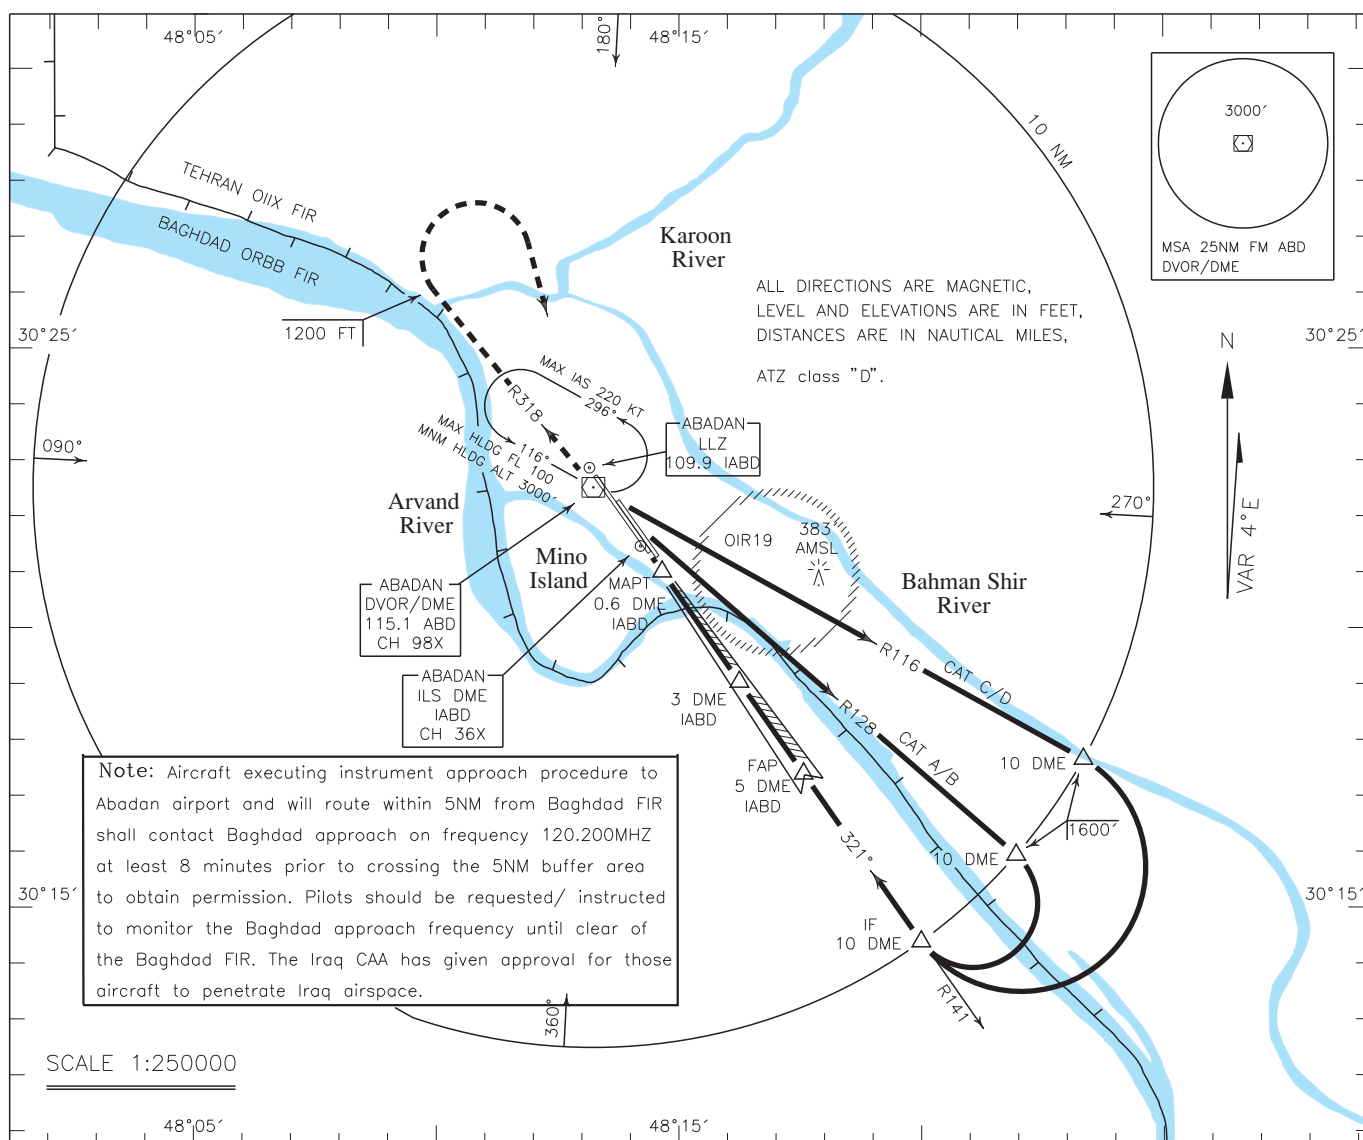 48°05′
180°
48°15′
10 NM
3000′
MSA 25NM FM ABD
DVOR/DME
TEHRAN OIIX FIR
BAGHDAD ORBB FIR
Karoon
River
ALL DIRECTIONS ARE MAGNETIC,
LEVEL AND ELEVATIONS ARE IN FEET,
DISTANCES ARE IN NAUTICAL MILES,
ATZ class "D".
30°25′
1200 FT
30°25′
N
VAR 4°E
MAX IAS 220 KT
296°
R318
116°
MAX HLDG FL 100
MNM HLDG ALT 3000′
ABADAN
LLZ
109.9 IABD
090°
270°
Arvand
River
Mino
Island
OIR19
383
AMSL
Bahman Shir
River
MAPT
0.6 DME
IABD
ABADAN
DVOR/DME
115.1 ABD
CH 98X
ABADAN
ILS DME
IABD
CH 36X
3 DME
IABD
R116
CAT C/D
R128
CAT A/B
FAP
5 DME
IABD
10 DME
1600′
10 DME
321°
IF
10 DME
R141
Note: Aircraft executing instrument approach procedure to
Abadan airport and will route within 5NM from Baghdad FIR
shall contact Baghdad approach on frequency 120.200MHZ
at least 8 minutes prior to crossing the 5NM buffer area
to obtain permission. Pilots should be requested/ instructed
to monitor the Baghdad approach frequency until clear of
the Baghdad FIR. The Iraq CAA has given approval for those
aircraft to penetrate Iraq airspace.
30°15′
30°15′
360°
SCALE 1:250000
48°05′
48°15′